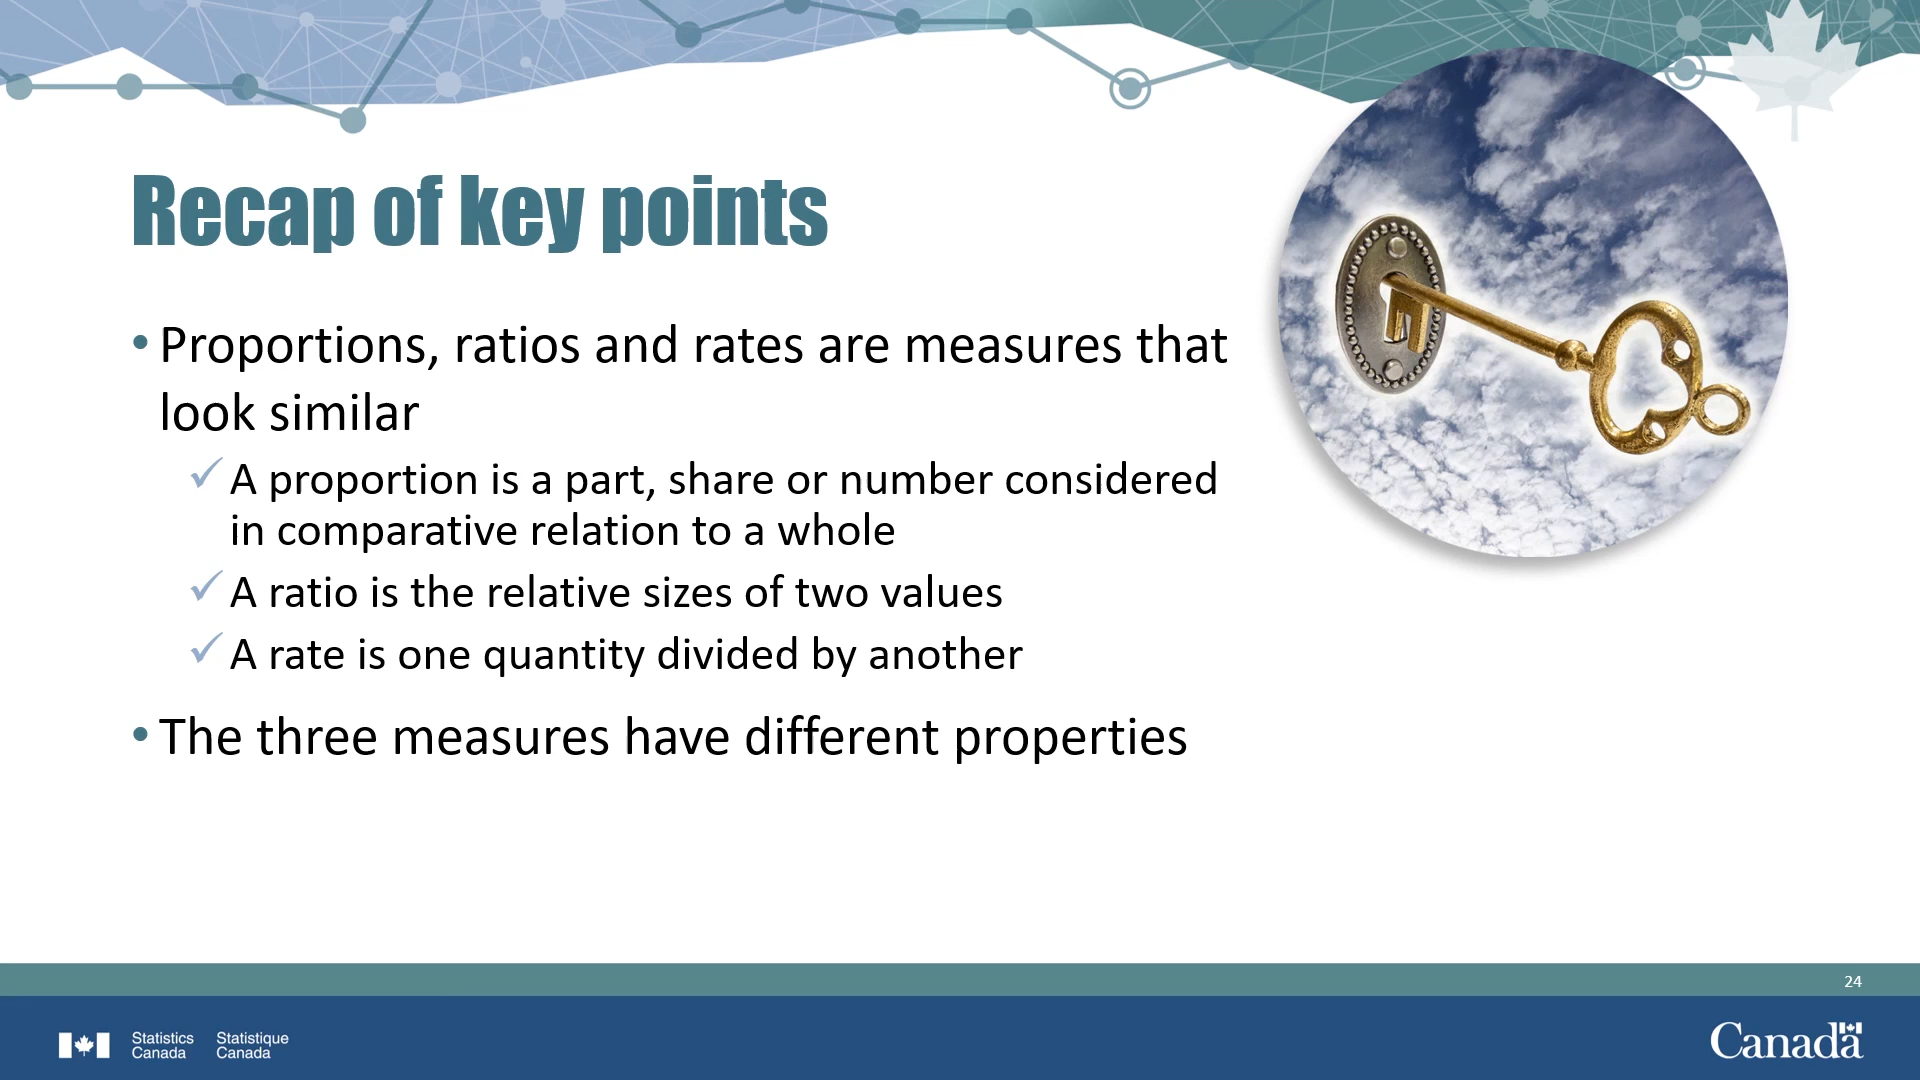 Recap of key points
• Proportions, ratios and rates are measures that
look similar
✓ A proportion is a part, share or number considered
in comparative relation to a whole
✓ A ratio is the relative sizes of two values
✓ A rate is one quantity divided by another
• The three measures have different properties
24
Statistics Statistique
Canada Canada
Canada